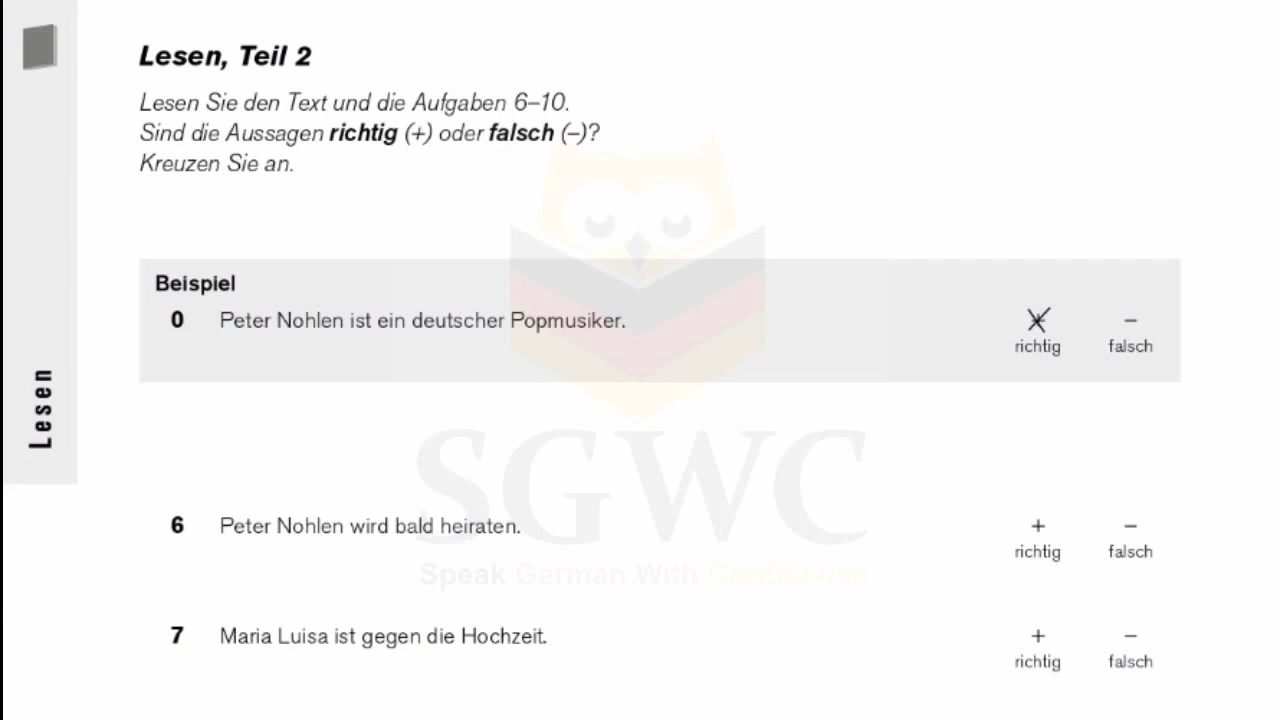 Lesen, Teil 2
Lesen Sie den Text und die Aufgaben 6–10.
Sind die Aussagen richtig (+) oder falsch (–)?
Kreuzen Sie an.
Beispiel
0 Peter Nohlen ist ein deutscher Popmusiker. + –
richtig falsch
Lesen
SGWC
6 Peter Nohlen wird bald heiraten. + –
richtig falsch
Speak German With Confidence
7 Maria Luisa ist gegen die Hochzeit. + –
richtig falsch